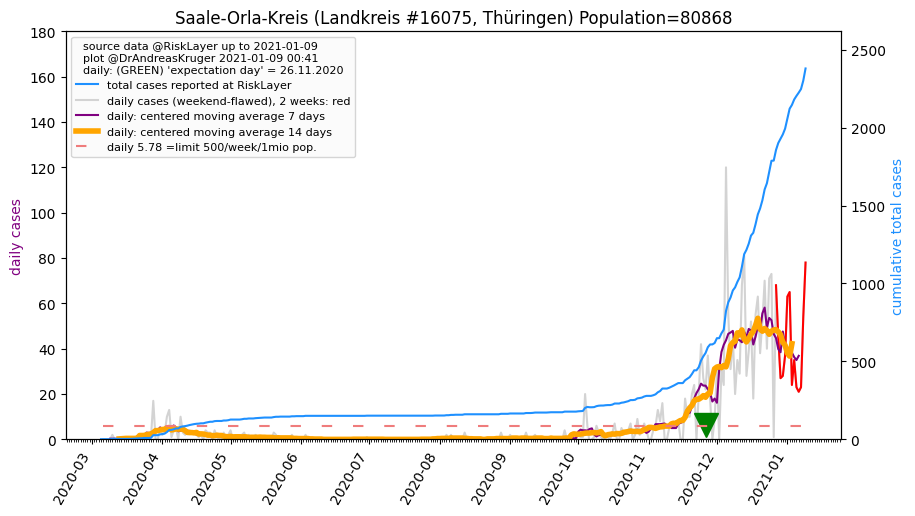 Saale-Orla-Kreis (Landkreis #16075, Thüringen) Population=80868
source data @RiskLayer up to 2021-01-09
plot @DrAndreasKruger 2021-01-09 00:41
daily: (GREEN) 'expectation day' = 26.11.2020
total cases reported at RiskLayer
daily cases (weekend-flawed), 2 weeks: red
daily: centered moving average 7 days
daily: centered moving average 14 days
daily 5.78 =limit 500/week/1mio pop.
daily cases
180
160
140
120
100
80
60
40
20
0
cumulative total cases
2500
2000
1500
1000
500
0
2020-03
2020-04
2020-05
2020-06
2020-07
2020-08
2020-09
2020-10
2020-11
2020-12
2021-01